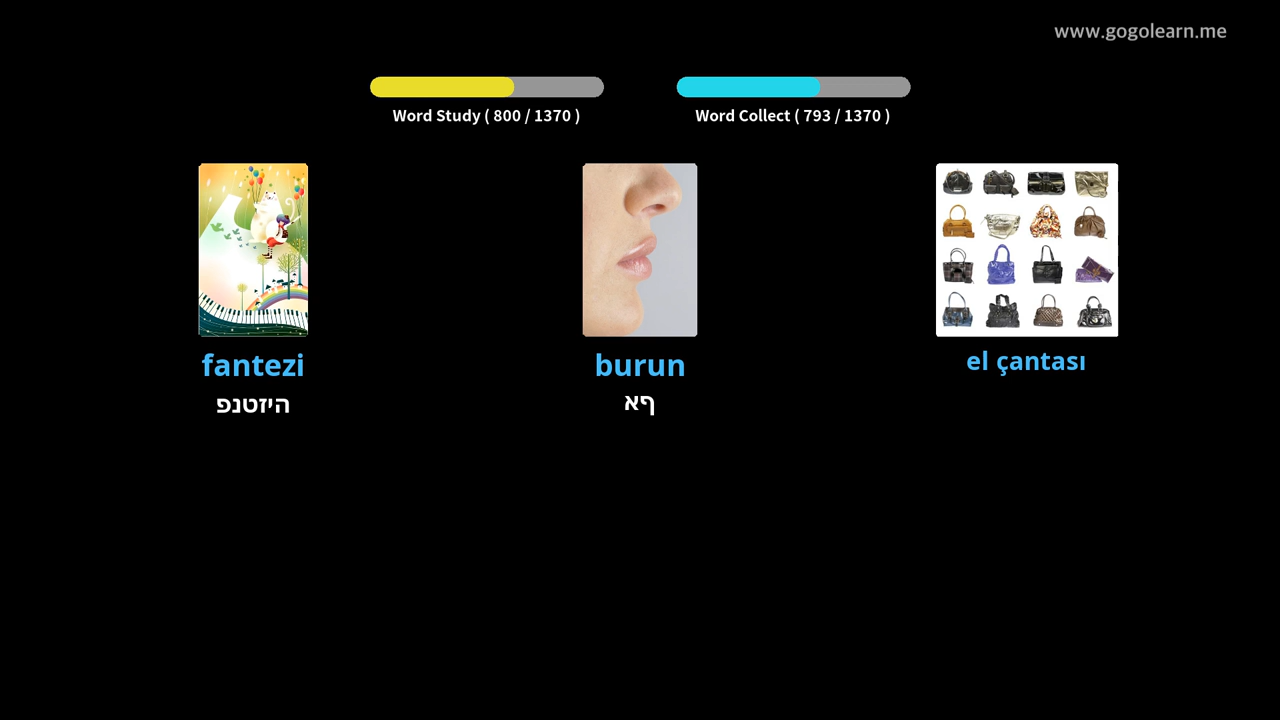 www.gogolearn.me
Word Study ( 800 / 1370 )
Word Collect ( 793 / 1370 )
fantezi
היזטנפ
burun
ףא
el çantası